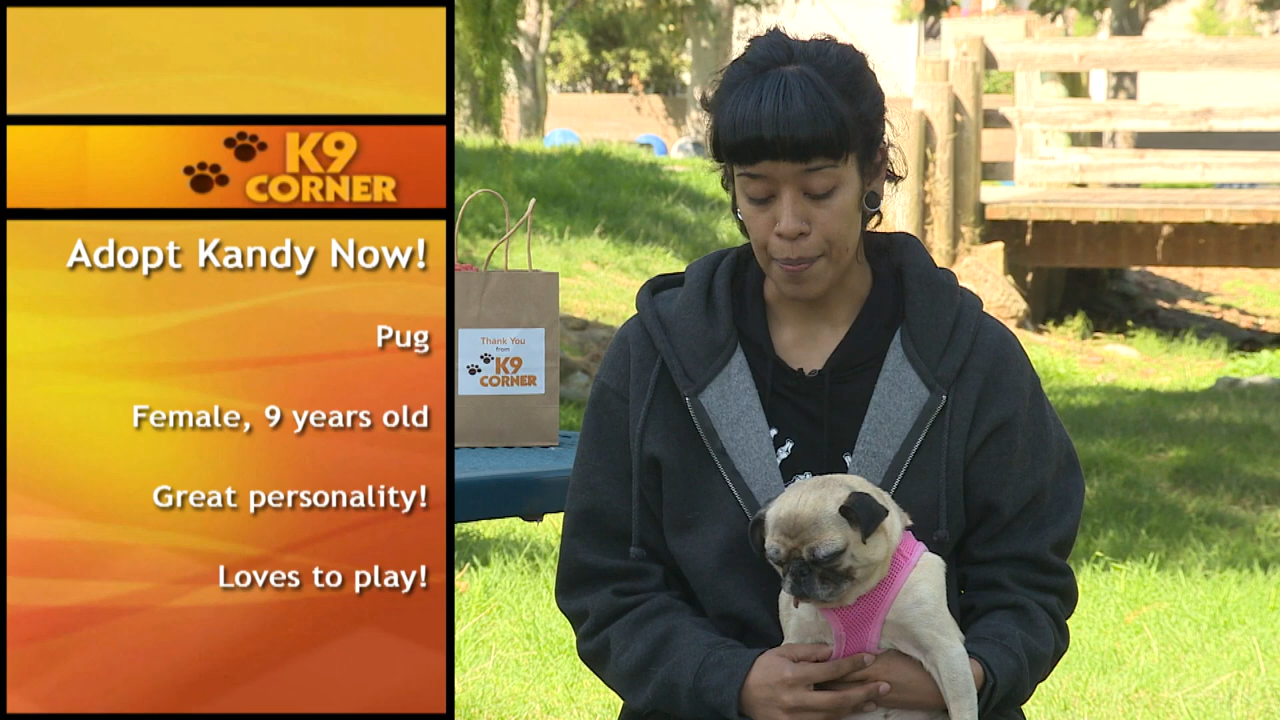 K9
CORNER
Adopt Kandy Now!
Pug
Female, 9 years old
Great personality!
Loves to play!
Thank You
from
K9
CORNER